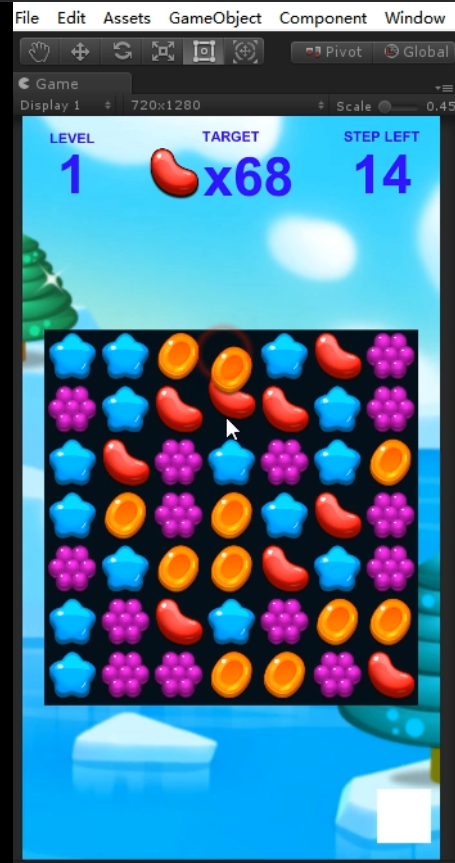 File Edit Assets GameObject Component Window
Pivot Global
Game
Display 1 720x1280 Scale 0.45
LEVEL TARGET STEP LEFT
1 x68 14